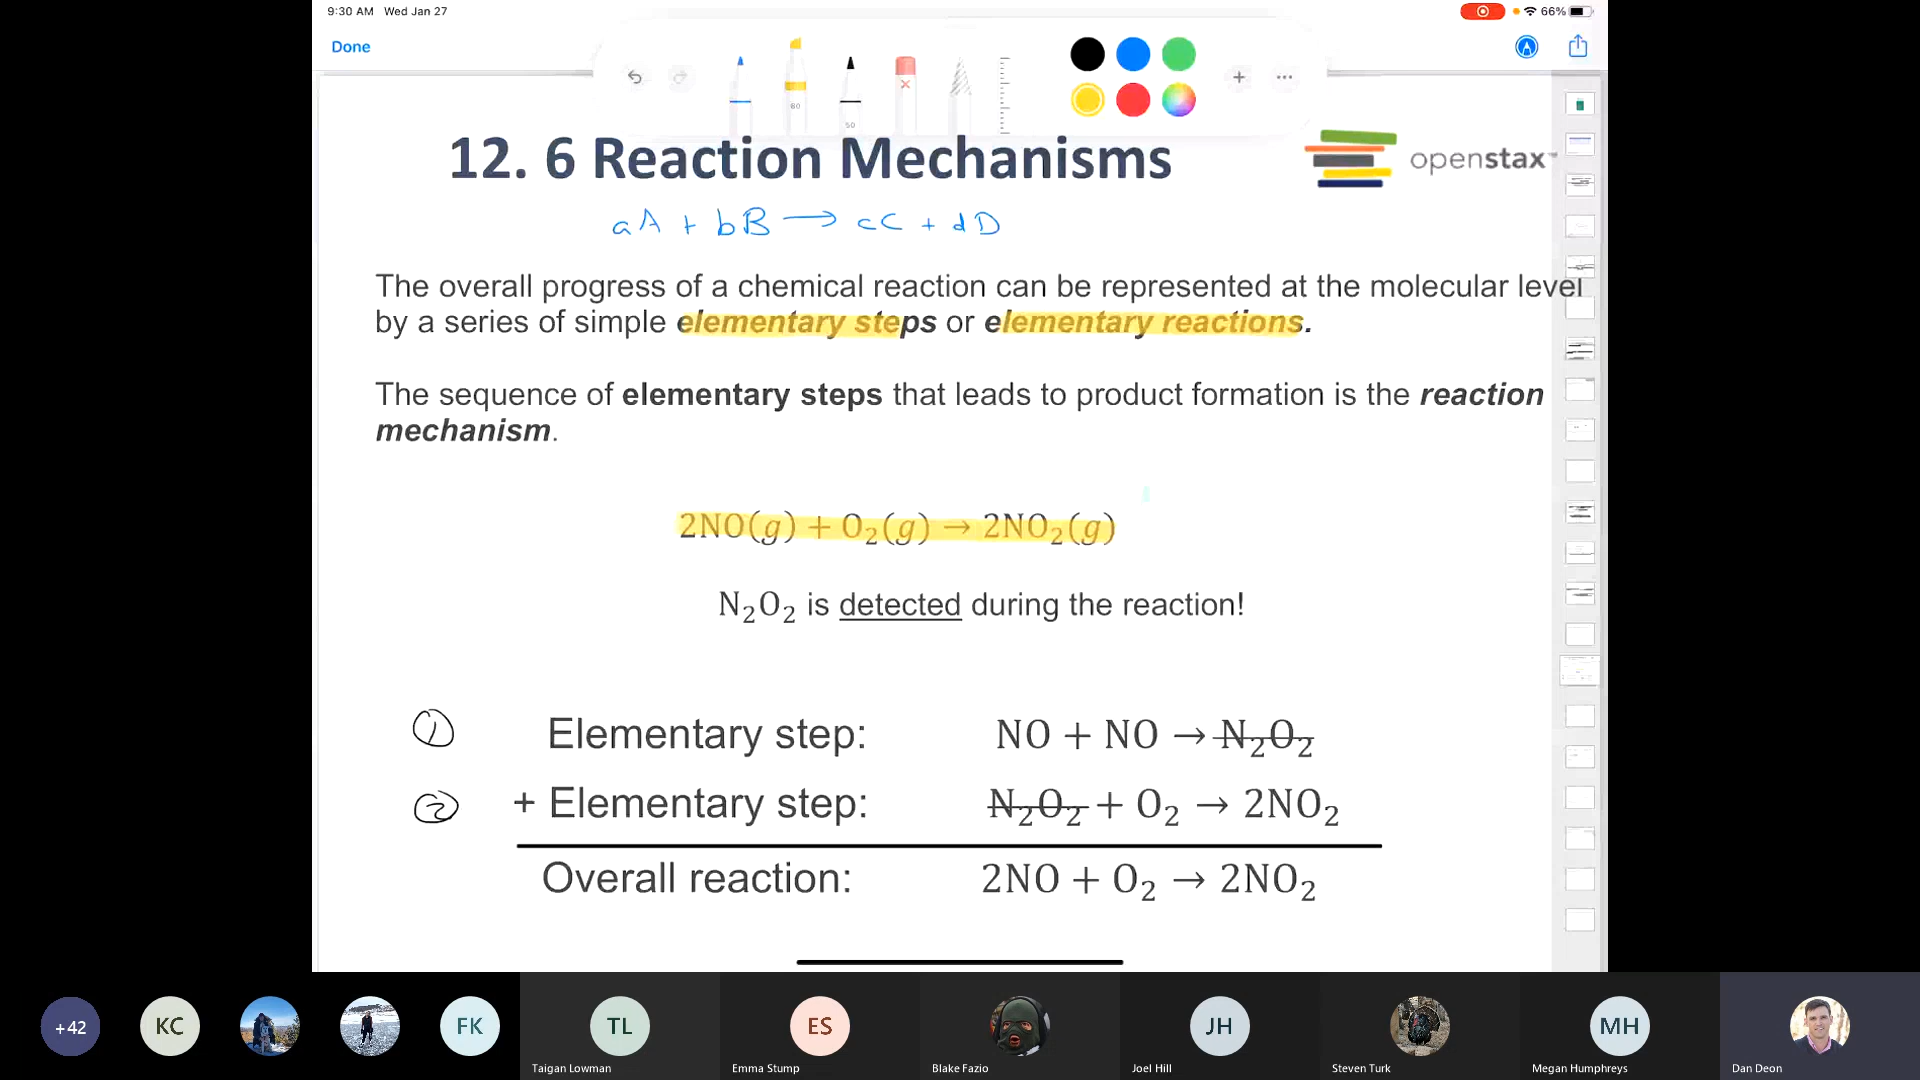 9:30 AM Wed Jan 27
66%
Done
80
50
12. 6 Reaction Mechanisms
openstax™
aA + bB → cC + dD
The overall progress of a chemical reaction can be represented at the molecular level
by a series of simple elementary steps or elementary reactions.
The sequence of elementary steps that leads to product formation is the reaction
mechanism.
2NO(g) + O₂(g) → 2NO₂(g)
N₂O₂ is detected during the reaction!
① Elementary step: NO + NO → N₂O₂
② + Elementary step: N₂O₂ + O₂ → 2NO₂
Overall reaction: 2NO + O₂ → 2NO₂
+42 KC FK TL ES JH MH
Taigan Lowman Emma Stump Blake Fazio Joel Hill Steven Turk Megan Humphreys Dan Deon